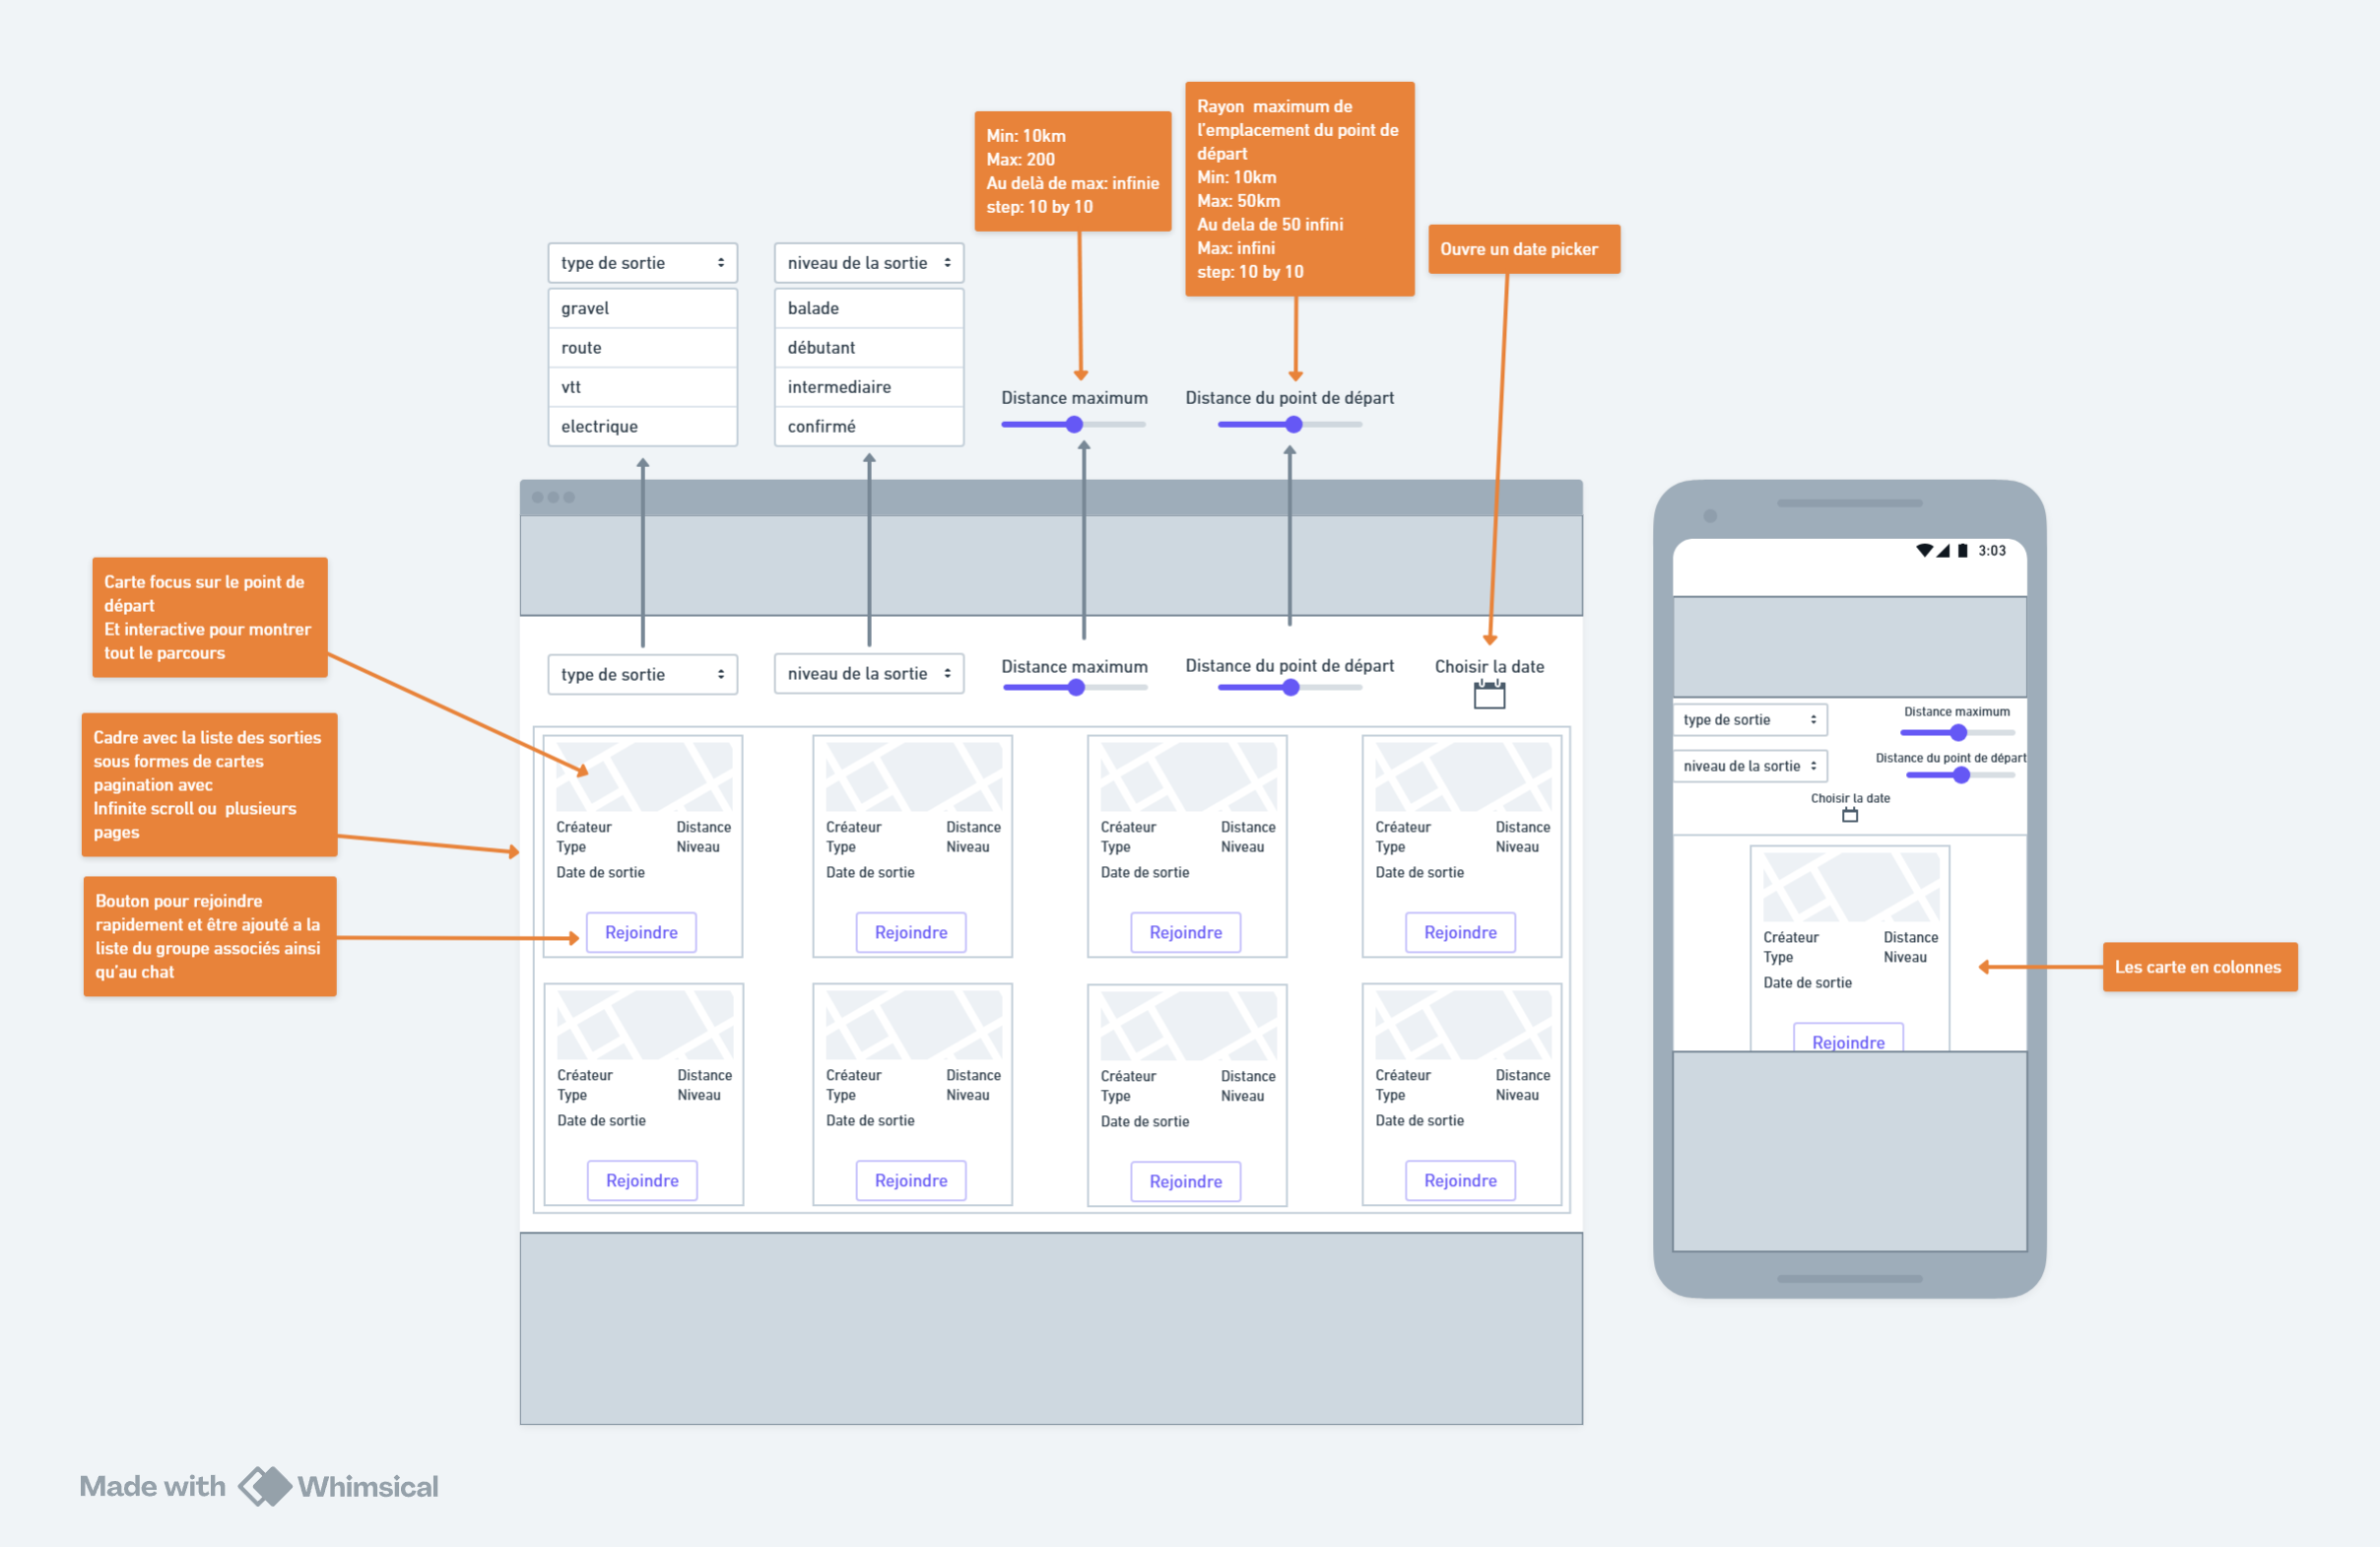 Rayon  maximum de
l'emplacement du point de
départ
Min: 10km
Max: 50km
Au dela de 50 infini
Max: infini
step: 10 by 10
Min: 10km
Max: 200
Au delà de max: infinie
step: 10 by 10
Ouvre un date picker
type de sortie
gravel
route
vtt
electrique
niveau de la sortie
balade
débutant
intermediaire
confirmé
Distance maximum
Distance du point de départ
Carte focus sur le point de
départ
Et interactive pour montrer
tout le parcours
Cadre avec la liste des sorties
sous formes de cartes
pagination avec
Infinite scroll ou  plusieurs
pages
Bouton pour rejoindre
rapidement et être ajouté a la
liste du groupe associés ainsi
qu'au chat
type de sortie
niveau de la sortie
Distance maximum
Distance du point de départ
Choisir la date
Créateur Distance
Type Niveau
Date de sortie
Rejoindre
Créateur Distance
Type Niveau
Date de sortie
Rejoindre
Créateur Distance
Type Niveau
Date de sortie
Rejoindre
Créateur Distance
Type Niveau
Date de sortie
Rejoindre
Créateur Distance
Type Niveau
Date de sortie
Rejoindre
Créateur Distance
Type Niveau
Date de sortie
Rejoindre
Créateur Distance
Type Niveau
Date de sortie
Rejoindre
Créateur Distance
Type Niveau
Date de sortie
Rejoindre
3:03
type de sortie
Distance maximum
niveau de la sortie
Distance du point de départ
Choisir la date
Créateur Distance
Type Niveau
Date de sortie
Rejoindre
Les carte en colonnes
Made with Whimsical